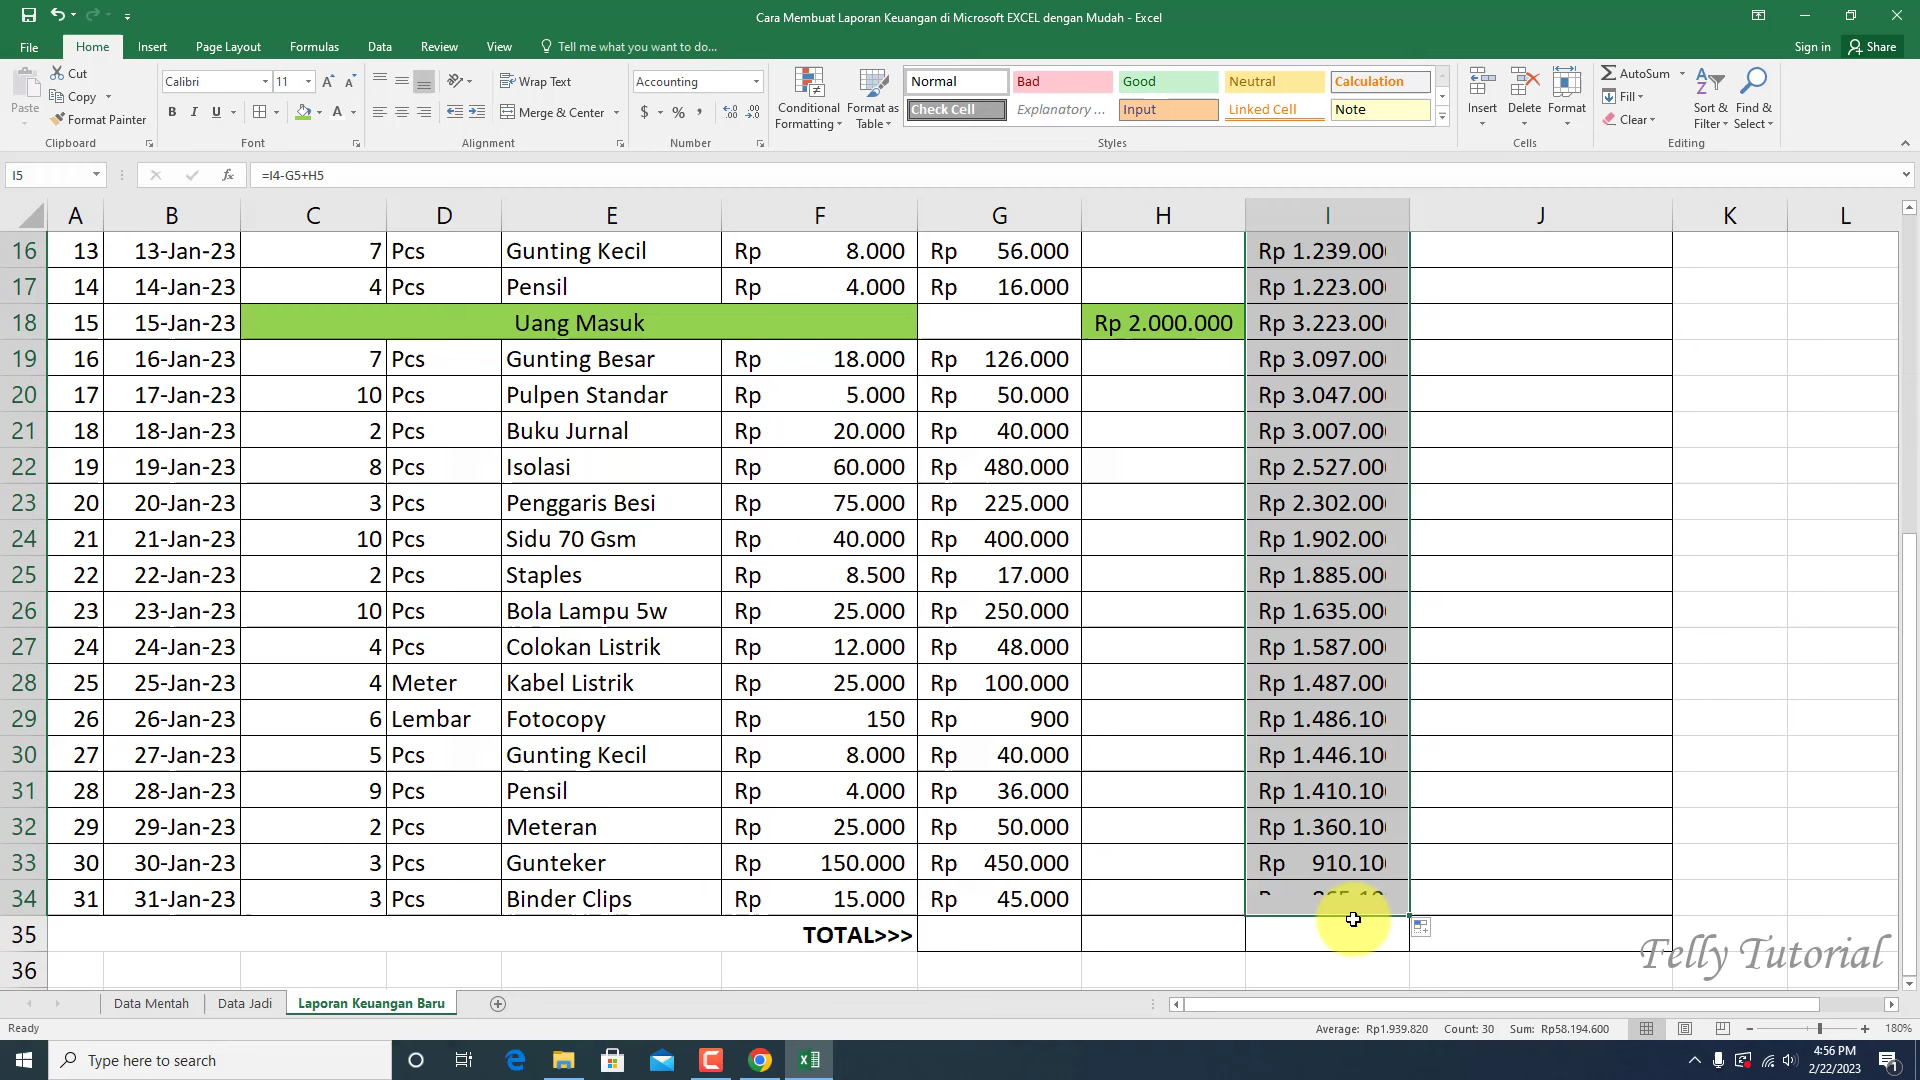 Cara Membuat Laporan Keuangan di Microsoft EXCEL dengan Mudah - Excel
File Home Insert Page Layout Formulas Data Review View Tell me what you want to do... Sign in Share
Paste Cut Copy Format Painter
Calibri 11 B I U A
Wrap Text Merge & Center
Accounting $ %
Conditional Formatting Format as Table
Normal Bad Good Neutral Calculation
Check Cell Explanatory ... Input Linked Cell Note
Insert Delete Format
AutoSum Fill Clear Sort & Filter Find & Select
Clipboard Font Alignment Number Styles Cells Editing
I5 fx =I4-G5+H5
A B C D E F G H I J K L
16 13 13-Jan-23 7 Pcs Gunting Kecil Rp 8.000 Rp 56.000 Rp 1.239.00
17 14 14-Jan-23 4 Pcs Pensil Rp 4.000 Rp 16.000 Rp 1.223.00
18 15 15-Jan-23 Uang Masuk Rp 2.000.000 Rp 3.223.00
19 16 16-Jan-23 7 Pcs Gunting Besar Rp 18.000 Rp 126.000 Rp 3.097.00
20 17 17-Jan-23 10 Pcs Pulpen Standar Rp 5.000 Rp 50.000 Rp 3.047.00
21 18 18-Jan-23 2 Pcs Buku Jurnal Rp 20.000 Rp 40.000 Rp 3.007.00
22 19 19-Jan-23 8 Pcs Isolasi Rp 60.000 Rp 480.000 Rp 2.527.00
23 20 20-Jan-23 3 Pcs Penggaris Besi Rp 75.000 Rp 225.000 Rp 2.302.00
24 21 21-Jan-23 10 Pcs Sidu 70 Gsm Rp 40.000 Rp 400.000 Rp 1.902.00
25 22 22-Jan-23 2 Pcs Staples Rp 8.500 Rp 17.000 Rp 1.885.00
26 23 23-Jan-23 10 Pcs Bola Lampu 5w Rp 25.000 Rp 250.000 Rp 1.635.00
27 24 24-Jan-23 4 Pcs Colokan Listrik Rp 12.000 Rp 48.000 Rp 1.587.00
28 25 25-Jan-23 4 Meter Kabel Listrik Rp 25.000 Rp 100.000 Rp 1.487.00
29 26 26-Jan-23 6 Lembar Fotocopy Rp 150 Rp 900 Rp 1.486.10
30 27 27-Jan-23 5 Pcs Gunting Kecil Rp 8.000 Rp 40.000 Rp 1.446.10
31 28 28-Jan-23 9 Pcs Pensil Rp 4.000 Rp 36.000 Rp 1.410.10
32 29 29-Jan-23 2 Pcs Meteran Rp 25.000 Rp 50.000 Rp 1.360.10
33 30 30-Jan-23 3 Pcs Gunteker Rp 150.000 Rp 450.000 Rp 910.10
34 31 31-Jan-23 3 Pcs Binder Clips Rp 15.000 Rp 45.000
35 TOTAL>>>
36
Felly Tutorial
Data Mentah Data Jadi Laporan Keuangan Baru
Ready Average: Rp1.939.820 Count: 30 Sum: Rp58.194.600 180%
Type here to search
4:56 PM
2/22/2023
1